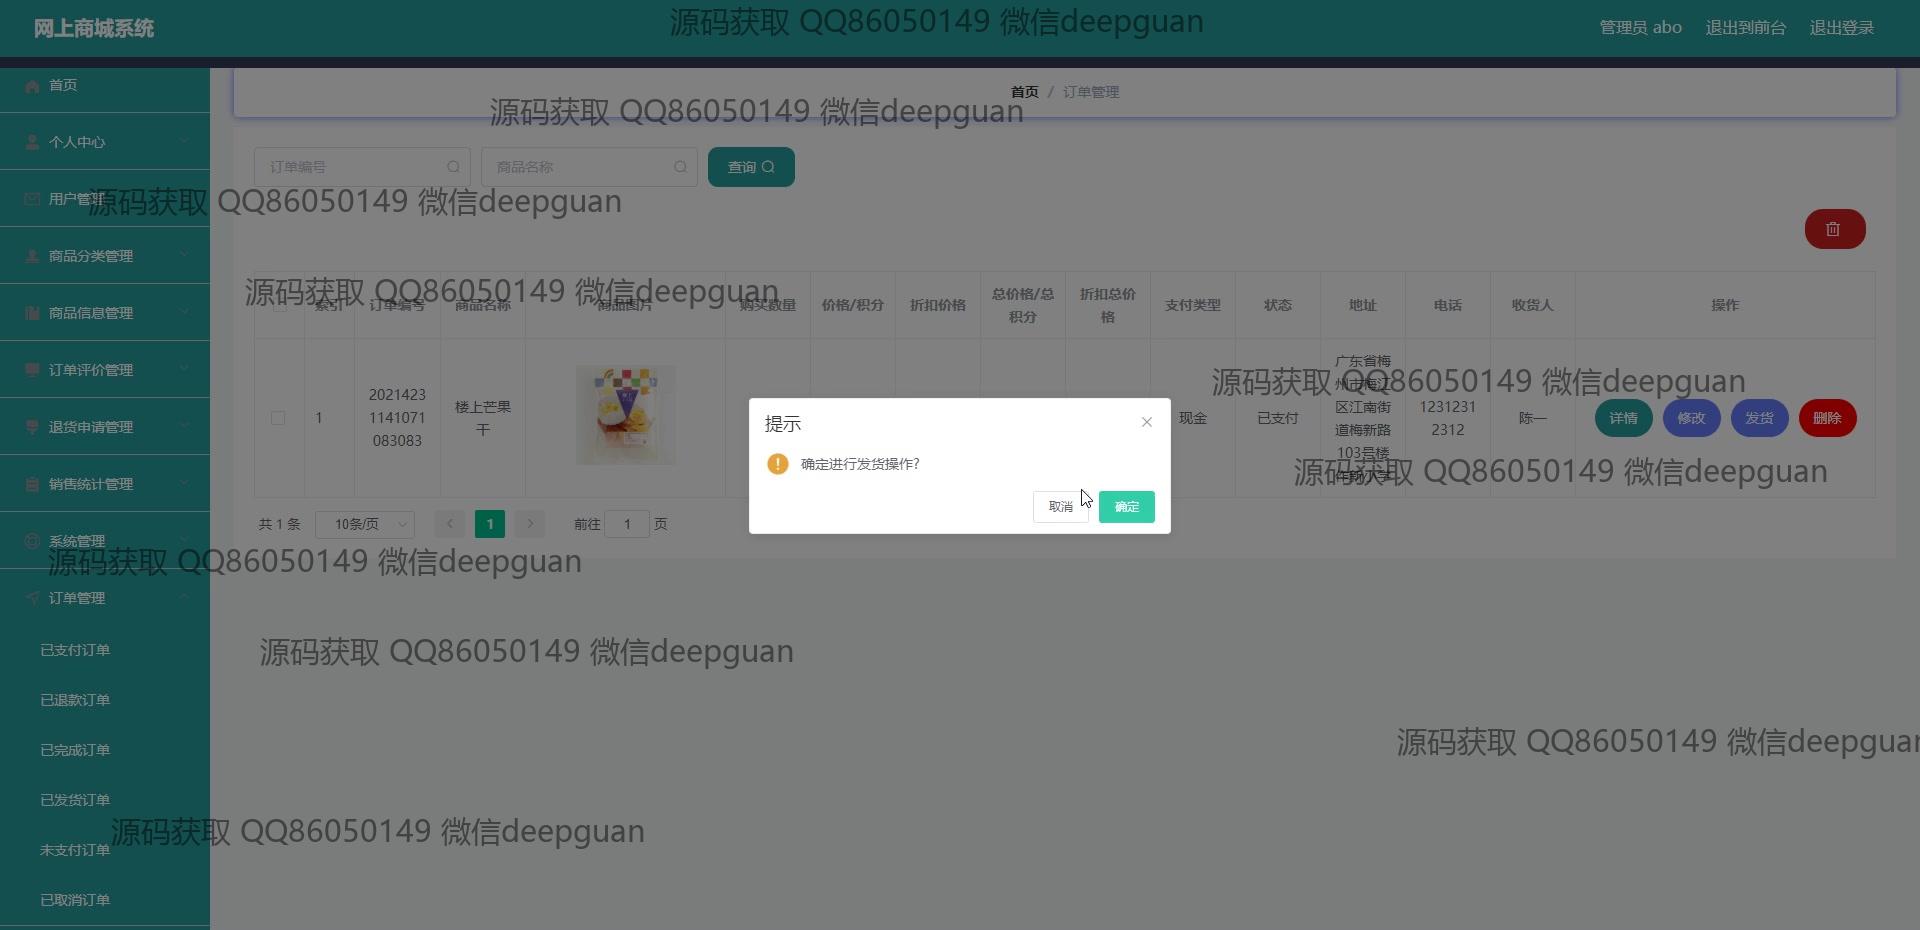 网上商城系统
源码获取 QQ86050149 微信deepguan
管理员 abo
退出到前台
退出登录
首页
个人中心
用户管理
商品分类管理
商品信息管理
订单评价管理
退货申请管理
销售统计管理
系统管理
订单管理
已支付订单
已退款订单
已完成订单
已发货订单
未支付订单
已取消订单
首页 / 订单管理
源码获取 QQ86050149 微信deepguan
订单编号
商品名称
查询
源码获取 QQ86050149 微信deepguan
源码获取 QQ86050149 微信deepguan
索引
订单编号
商品名称
商品图片
购买数量
价格/积分
折扣价格
总价格/总
积分
折扣总价
格
支付类型
状态
地址
电话
收货人
操作
1
2021423
1141071
083083
楼上芒果
干
现金
已支付
广东省梅
州市梅江
区江南街
道梅新路
103号楼
作新小学
1231231
2312
陈一
详情
修改
发货
删除
源码获取 QQ86050149 微信deepguan
源码获取 QQ86050149 微信deepguan
提示
确定进行发货操作?
取消
确定
共 1 条
10条/页
1
前往 1 页
源码获取 QQ86050149 微信deepguan
源码获取 QQ86050149 微信deepguan
源码获取 QQ86050149 微信deepguan
源码获取 QQ86050149 微信deepguan